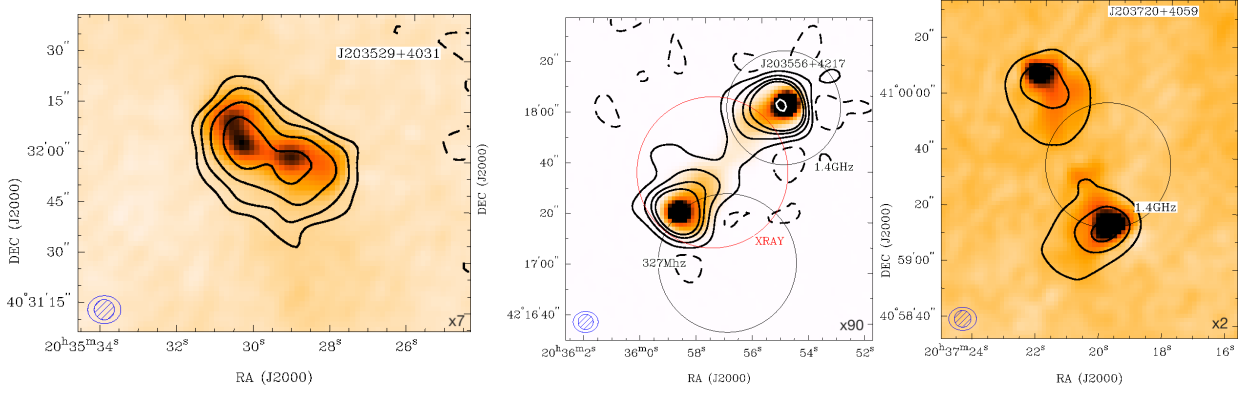 J203529+4031
30"
15"
32'00"
45"
30"
40°31'15"
DEC (J2000)
x7
20ʰ35ᵐ34ˢ
32ˢ
30ˢ
28ˢ
26ˢ
RA (J2000)
J203556+4217
20"
18'00"
40"
20"
17'00"
42°16'40"
DEC (J2000)
1.4GHz
XRAY
327Mhz
x90
20ʰ36ᵐ02ˢ
36ᵐ0ˢ
58ˢ
56ˢ
54ˢ
52ˢ
RA (J2000)
J203720+4059
20"
41°00'00"
40"
20"
59'00"
40°58'40"
DEC (J2000)
1.4GHz
x2
20ʰ37ᵐ24ˢ
22ˢ
20ˢ
18ˢ
16ˢ
RA (J2000)